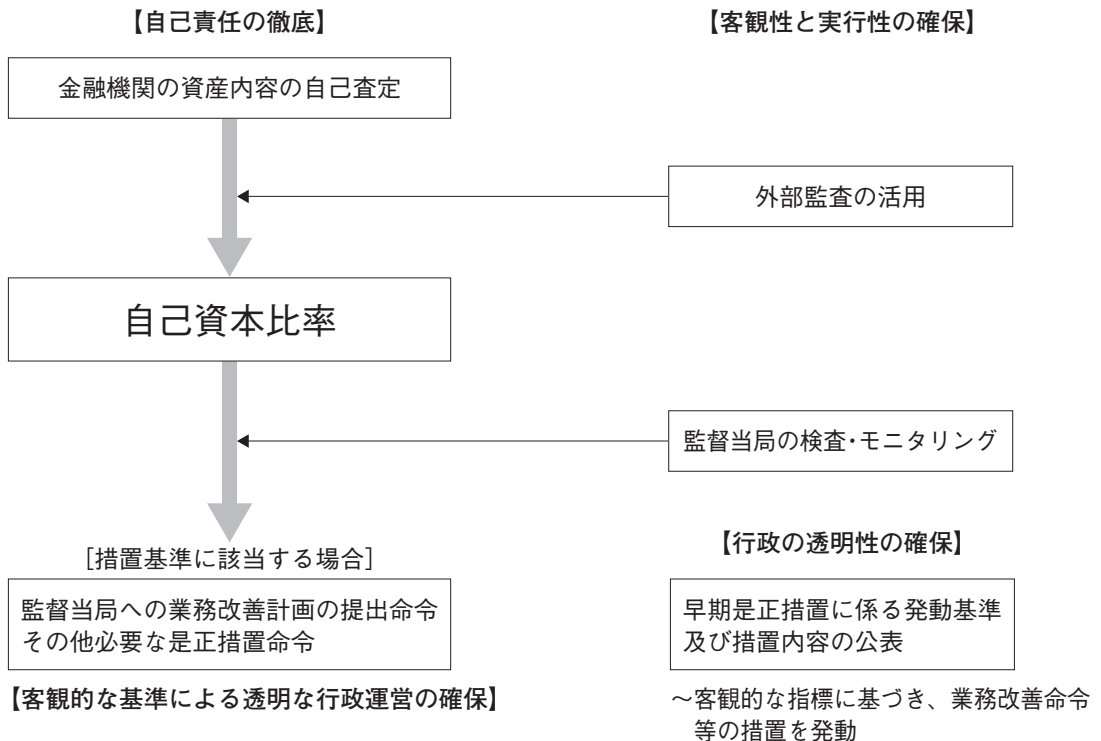 【自己責任の徹底】
【客観性と実行性の確保】
金融機関の資産内容の自己査定
外部監査の活用
自己資本比率
監督当局の検査・モニタリング
[措置基準に該当する場合]
監督当局への業務改善計画の提出命令
その他必要な是正措置命令
【客観的な基準による透明な行政運営の確保】
【行政の透明性の確保】
早期是正措置に係る発動基準
及び措置内容の公表
～客観的な指標に基づき、業務改善命令
等の措置を発動